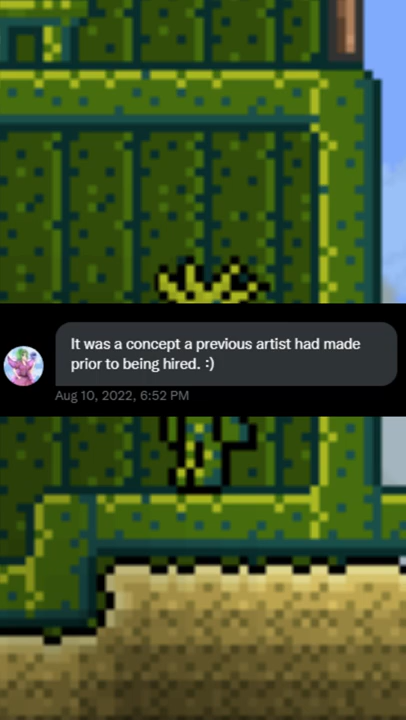 It was a concept a previous artist had made
prior to being hired. :)
Aug 10, 2022, 6:52 PM